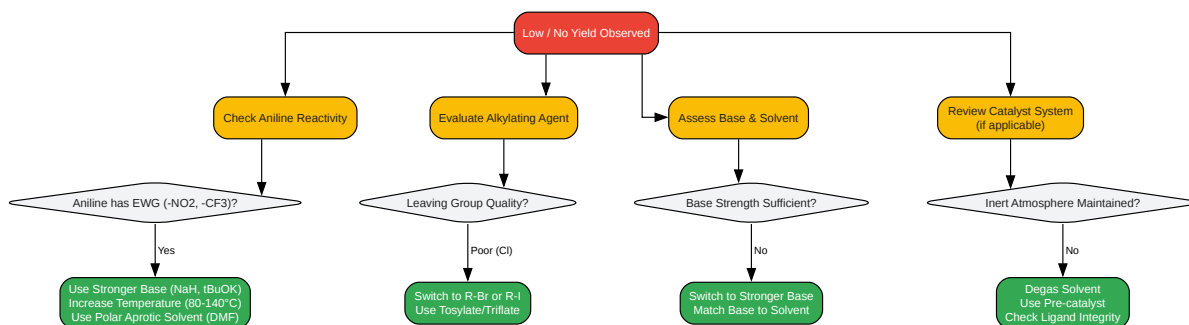 Low / No Yield Observed
Check Aniline Reactivity
Evaluate Alkylating Agent
Assess Base & Solvent
Review Catalyst System
(if applicable)
Aniline has EWG (-NO2, -CF3)?
Leaving Group Quality?
Base Strength Sufficient?
Inert Atmosphere Maintained?
Yes
Poor (Cl)
No
No
Use Stronger Base (NaH, tBuOK)
Increase Temperature (80-140°C)
Use Polar Aprotic Solvent (DMF)
Switch to R-Br or R-I
Use Tosylate/Triflate
Switch to Stronger Base
Match Base to Solvent
Degas Solvent
Use Pre-catalyst
Check Ligand Integrity